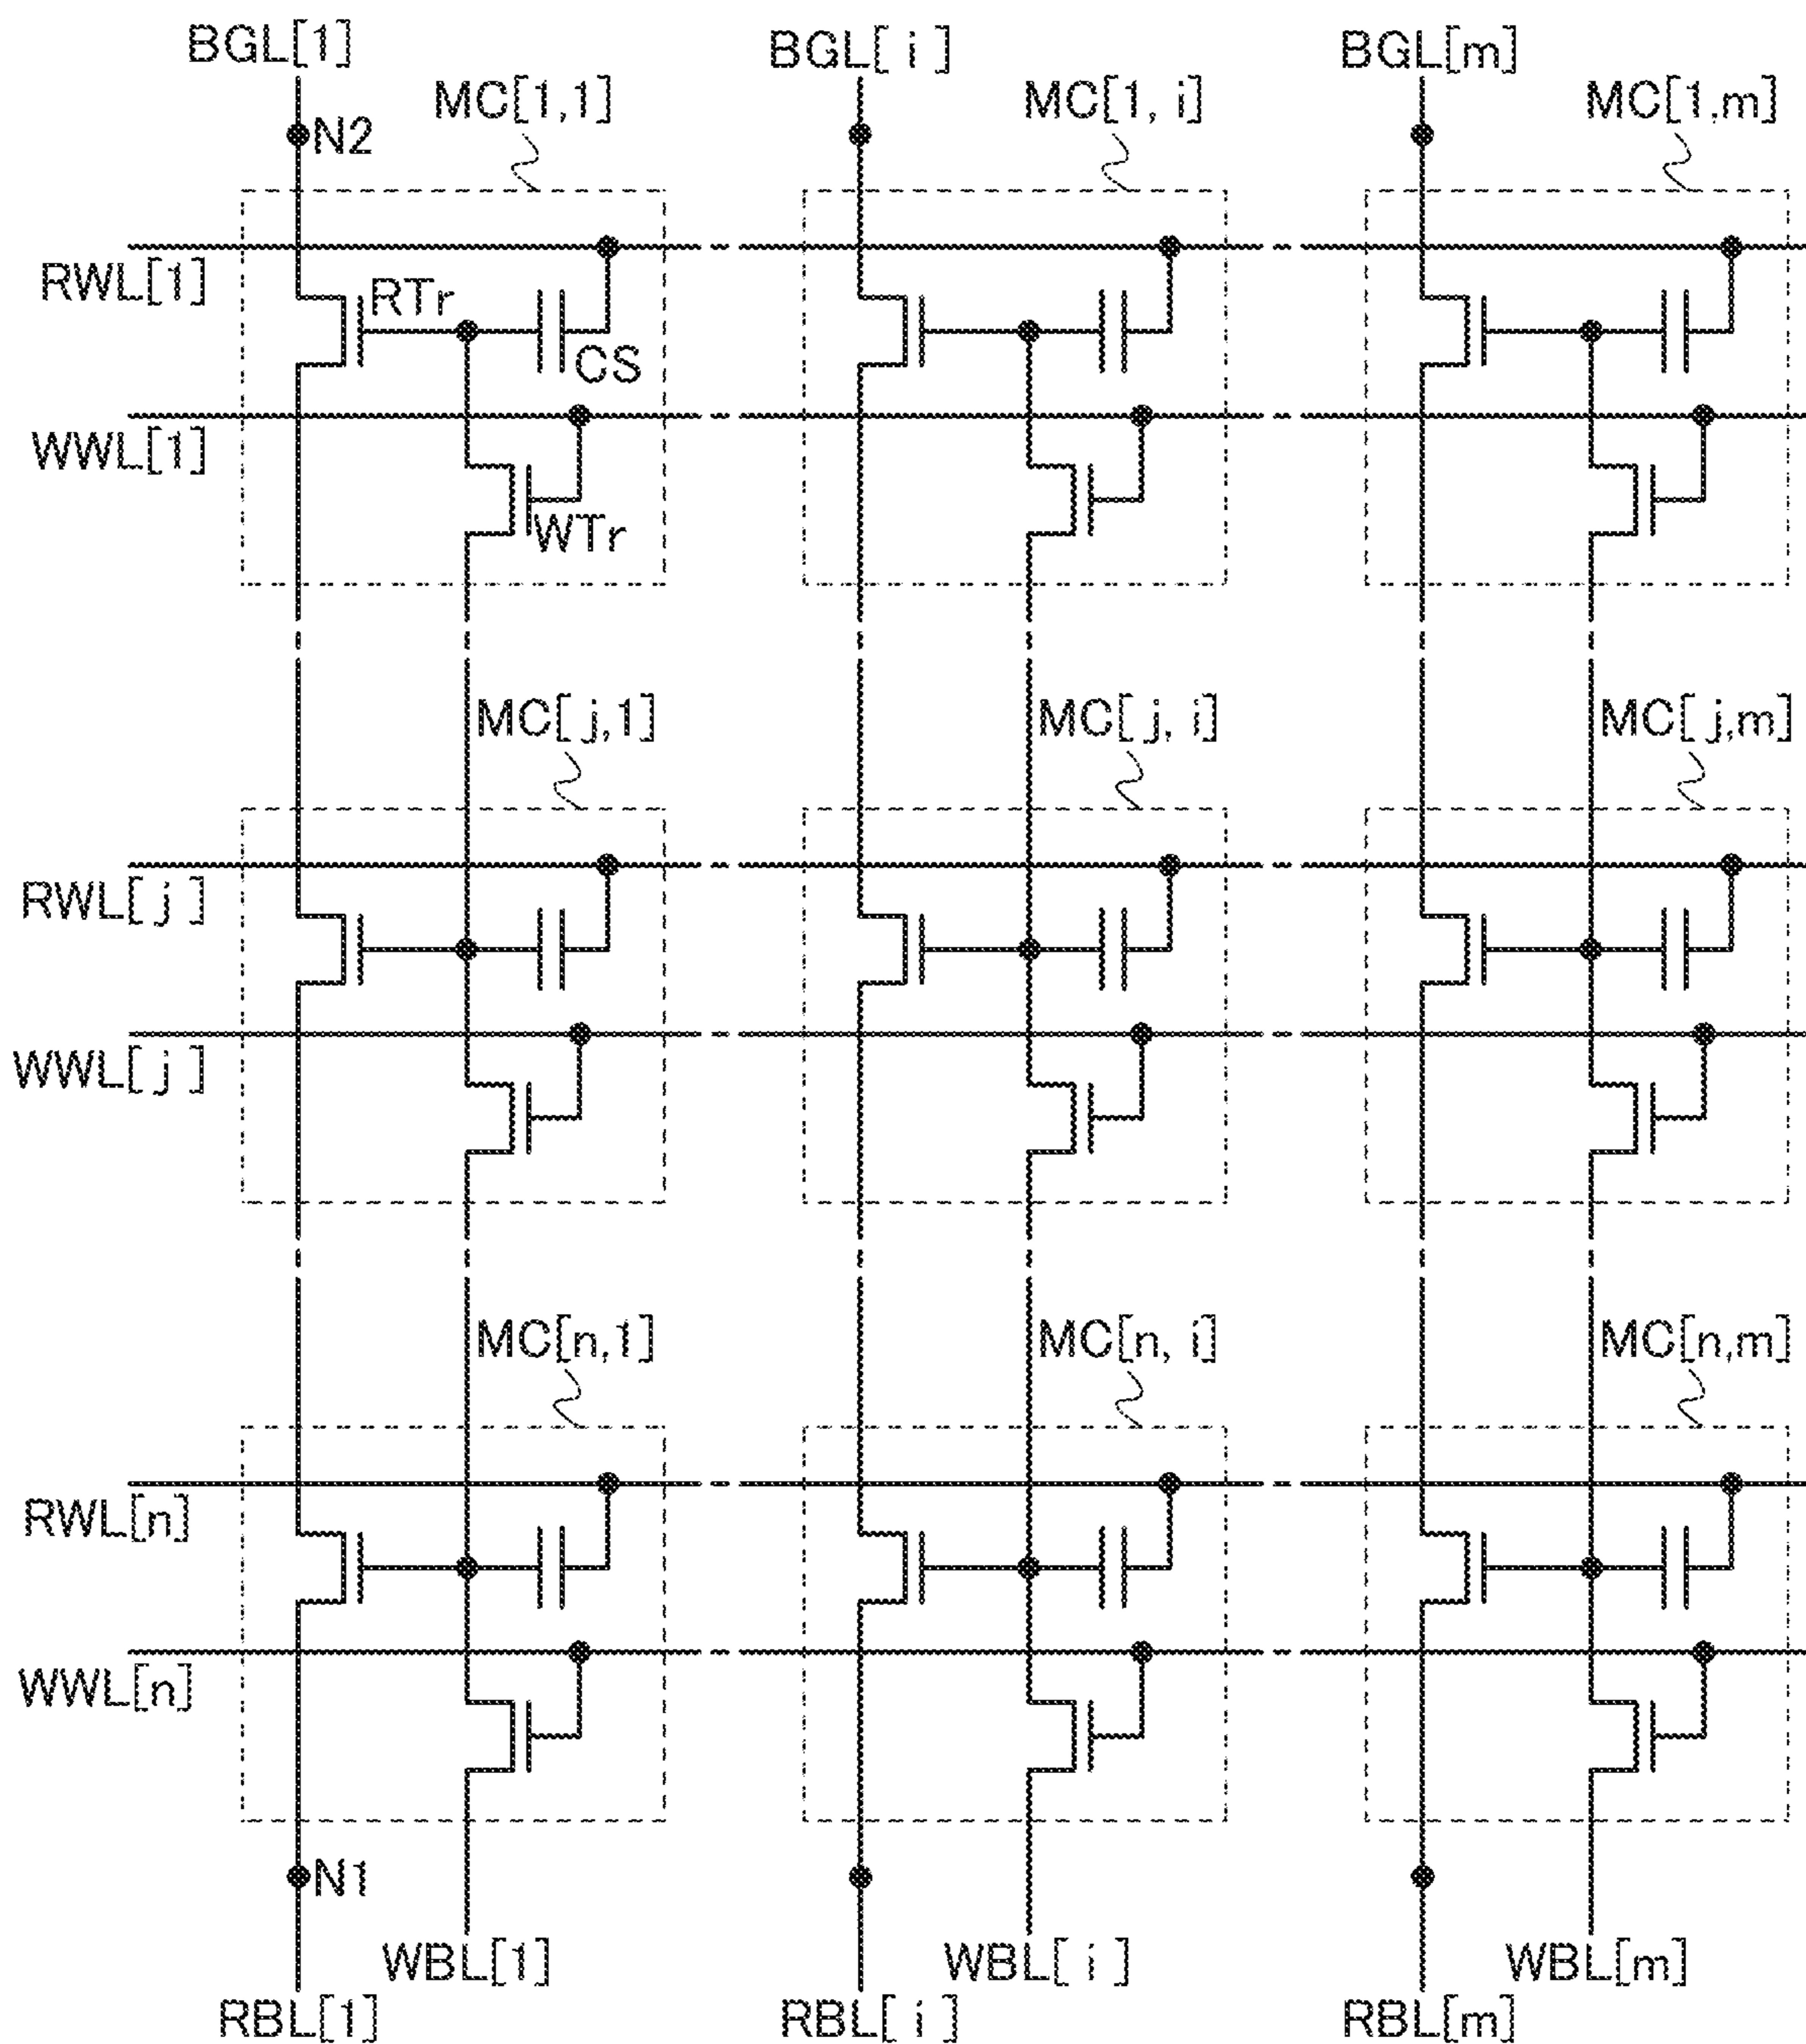 BGL[1] BGL[ i ] BGL[m]
MC[1,1] MC[1, i] MC[1,m]
N2
RWL[1]
RTr
CS
WWL[1]
WTr
MC[ j,1] MC[ j, i] MC[ j,m]
RWL[ j ]
WWL[ j ]
MC[n,1] MC[n, i] MC[n,m]
RWL[n]
WWL[n]
N1
WBL[1] WBL[ i ] WBL[m]
RBL[1] RBL[ i ] RBL[m]